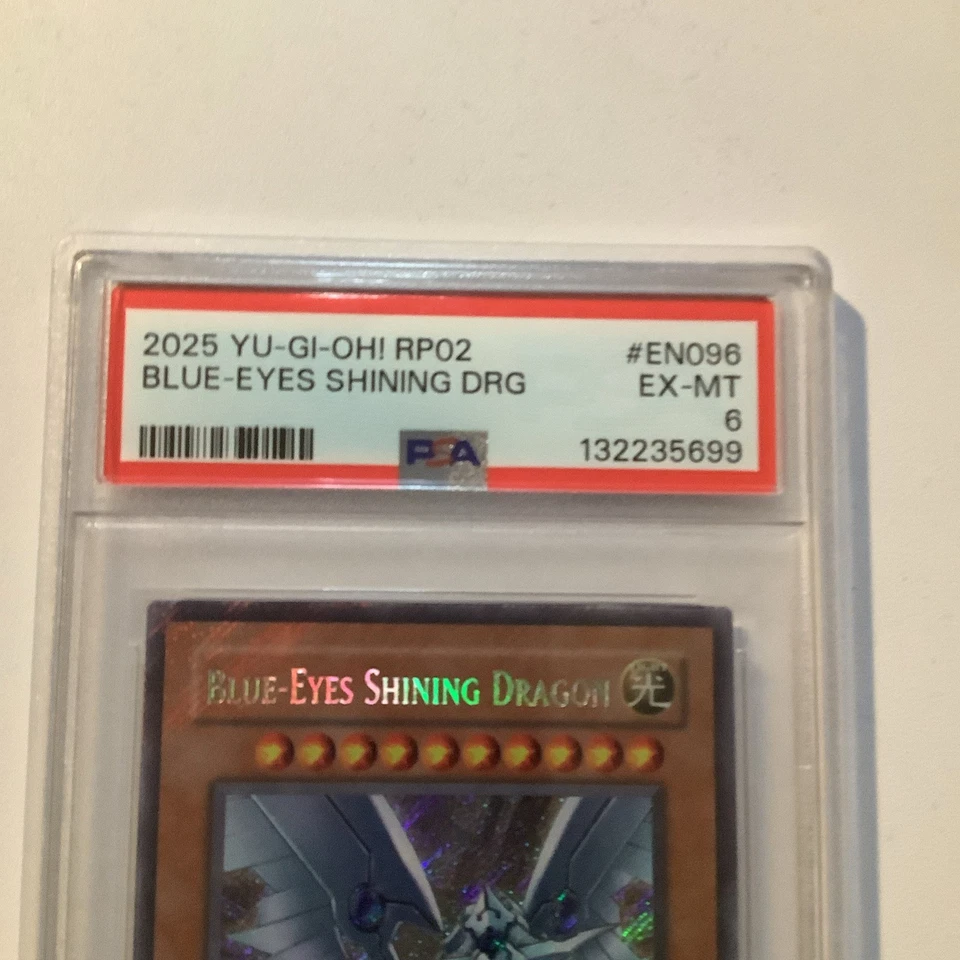 2025 YU-GI-OH! RP02
BLUE-EYES SHINING DRG
#EN096
EX-MT
6
132235699
PSA
BLUE-EYES SHINING DRAGON
光